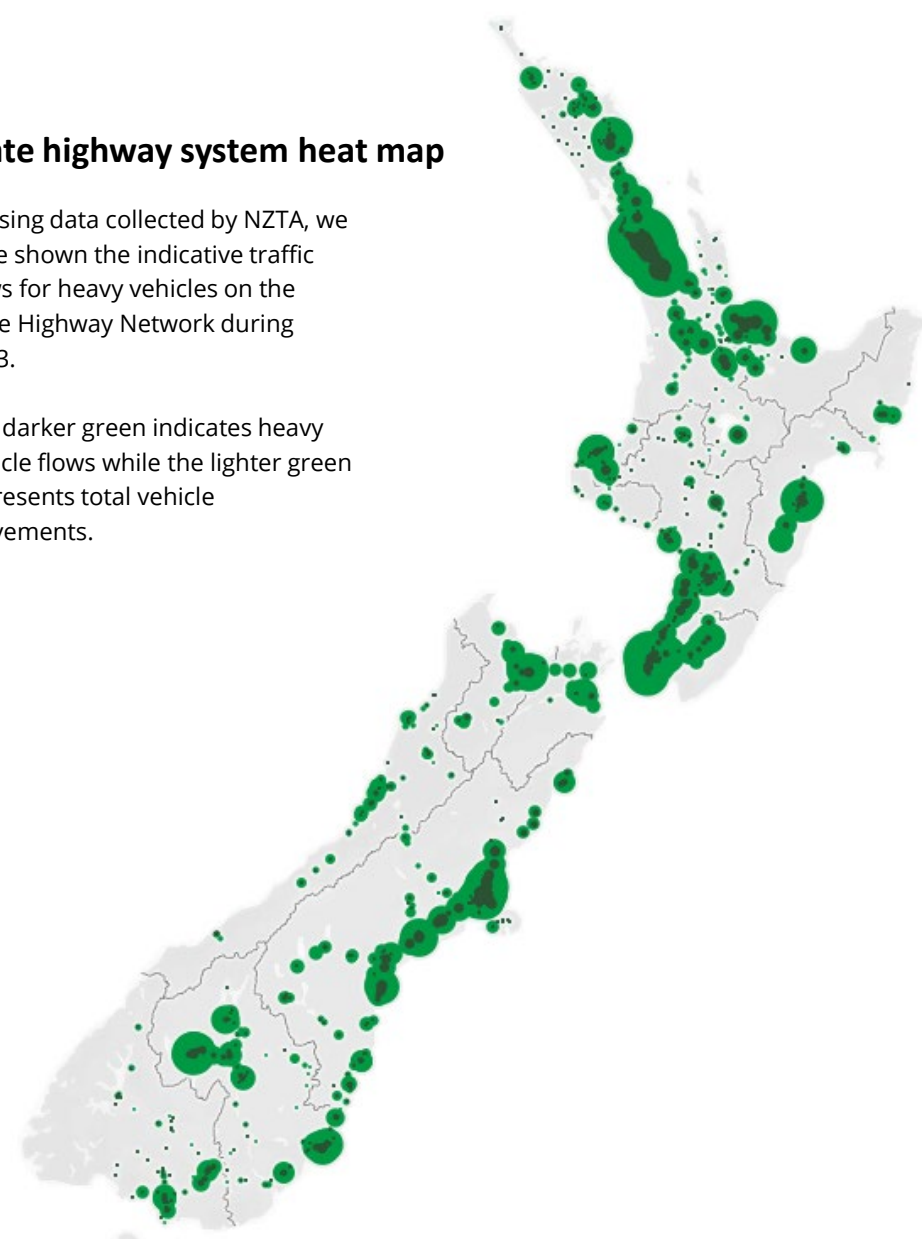 te highway system heat map
sing data collected by NZTA, we
e shown the indicative traffic
s for heavy vehicles on the
e Highway Network during
3.
darker green indicates heavy
cle flows while the lighter green
resents total vehicle
vements.